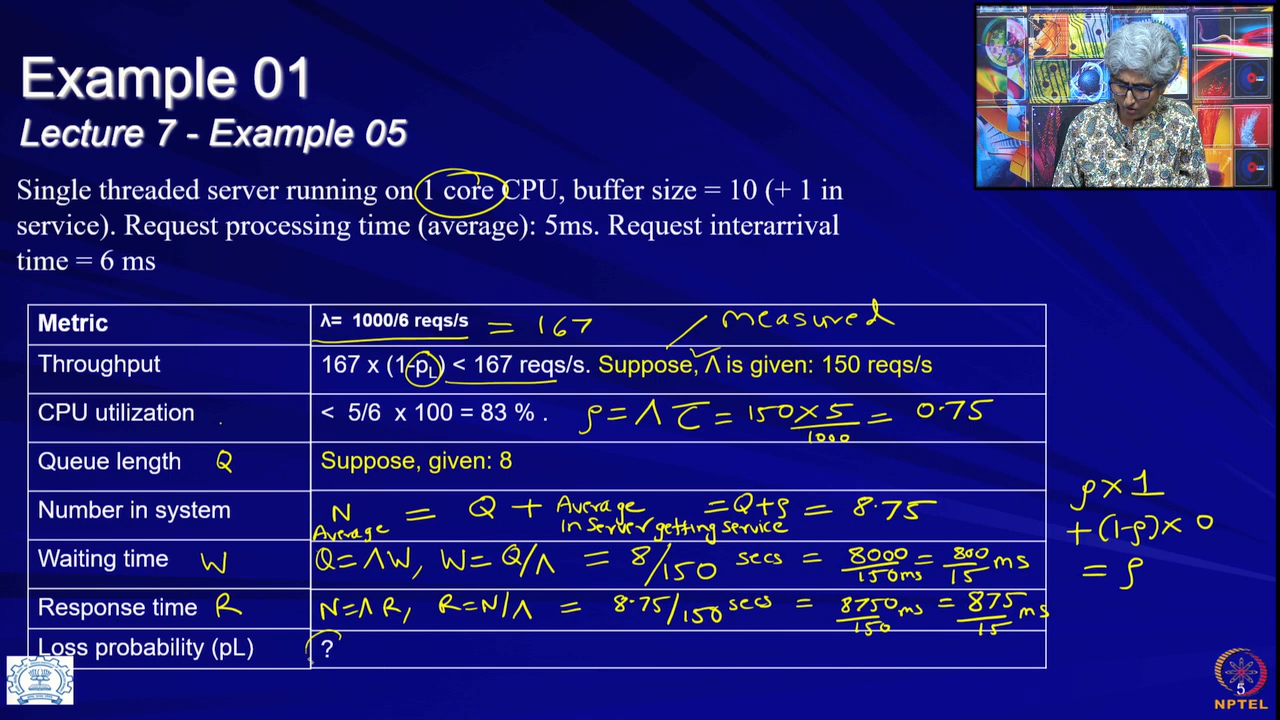 Example 01
Lecture 7 - Example 05
Single threaded server running on 1 core CPU, buffer size = 10 (+ 1 in
service). Request processing time (average): 5ms. Request interarrival
time = 6 ms
Metric λ= 1000/6 reqs/s = 167 measured
Throughput 167 x (1-pL) < 167 reqs/s. Suppose, Λ is given: 150 reqs/s
CPU utilization < 5/6 x 100 = 83 % . ρ = Λ τ = 150 × 5 / 1000 = 0.75
Queue length Q Suppose, given: 8
Number in system N Average = Q + Average in server getting service = Q + ρ = 8.75
Waiting time W Q = ΛW, W = Q/Λ = 8/150 secs = 8000/150 ms = 800/15 ms
Response time R N = Λ R, R = N/Λ = 8.75/150 secs = 8750/150 ms = 875/15 ms
Loss probability (pL) ?
ρ × 1
+ (1-ρ) × 0
= ρ
5
NPTEL